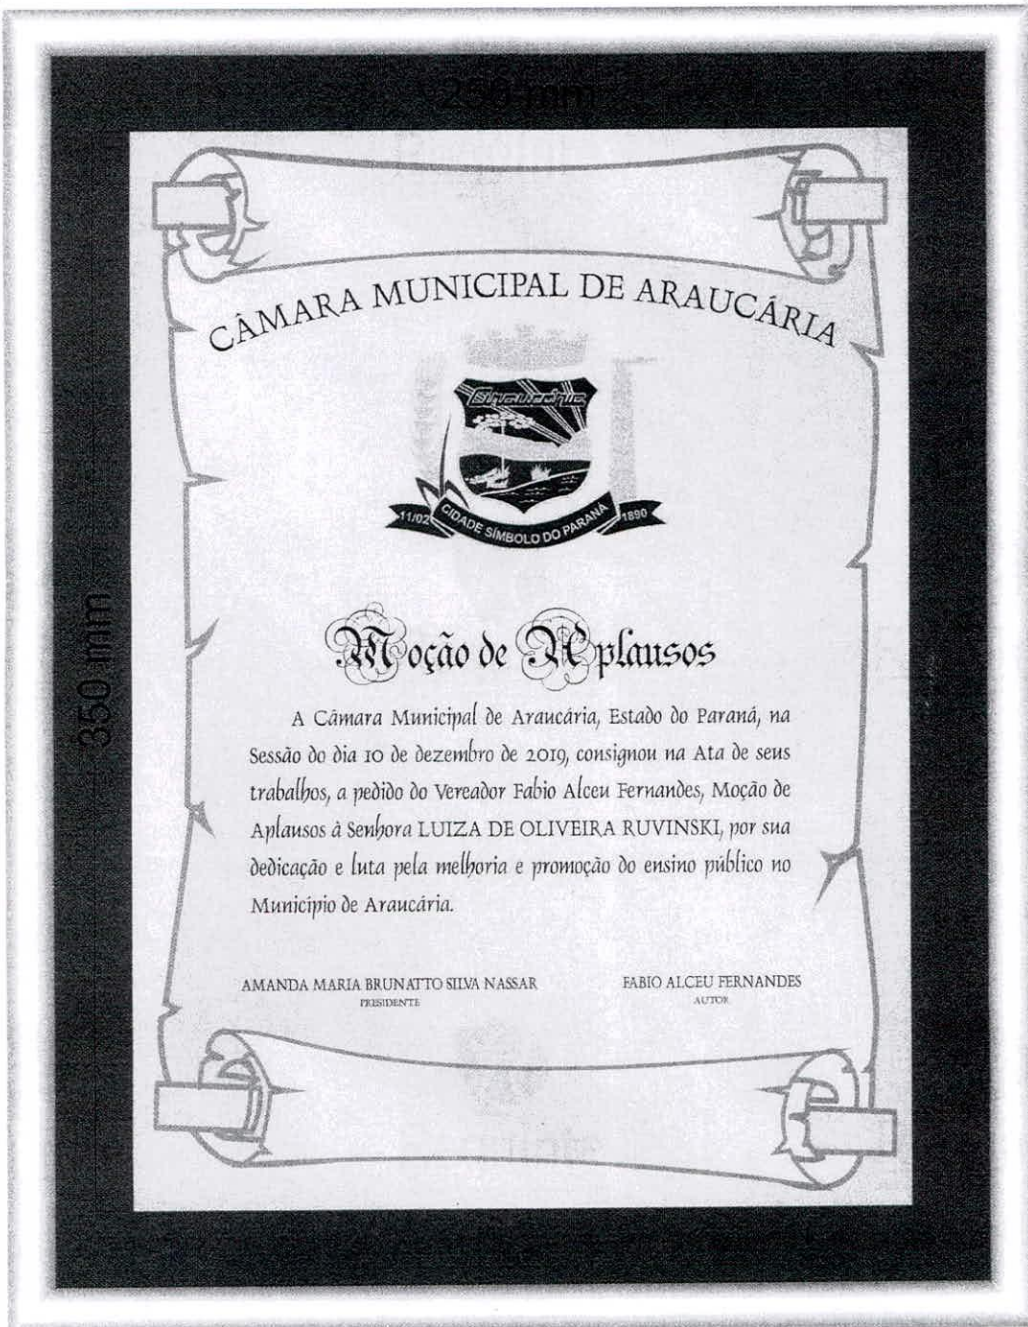 250 mm
CÂMARA MUNICIPAL DE ARAUCÁRIA
Araucária
11/02 CIDADE SÍMBOLO DO PARANÁ 1890
350 mm
Moção de Aplausos
A Câmara Municipal de Araucária, Estado do Paraná, na
Sessão do dia 10 de dezembro de 2019, consignou na Ata de seus
trabalhos, a pedido do Vereador Fabio Alceu Fernandes, Moção de
Aplausos à Senhora LUIZA DE OLIVEIRA RUVINSKI, por sua
dedicação e luta pela melhoria e promoção do ensino público no
Município de Araucária.
AMANDA MARIA BRUNATTO SILVA NASSAR
PRESIDENTE
FABIO ALCEU FERNANDES
AUTOR